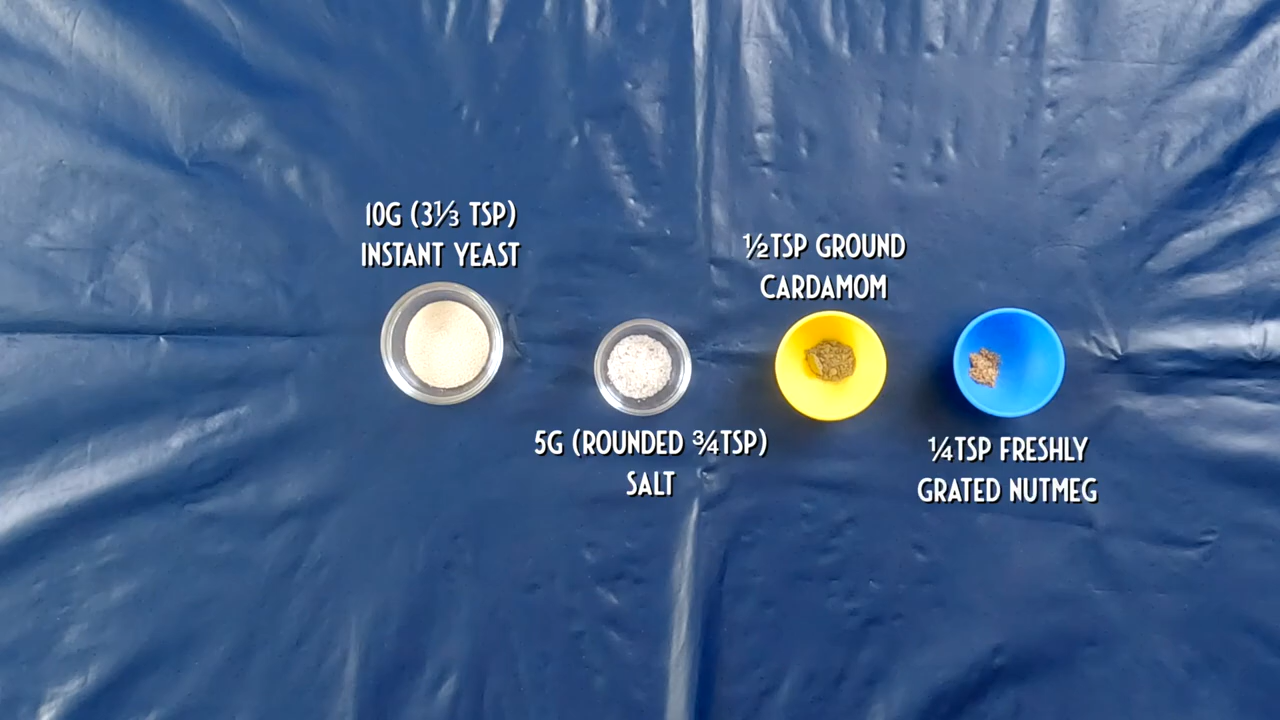 10G (3⅓ TSP)
INSTANT YEAST
5G (ROUNDED ¾TSP)
SALT
½TSP GROUND
CARDAMOM
¼TSP FRESHLY
GRATED NUTMEG